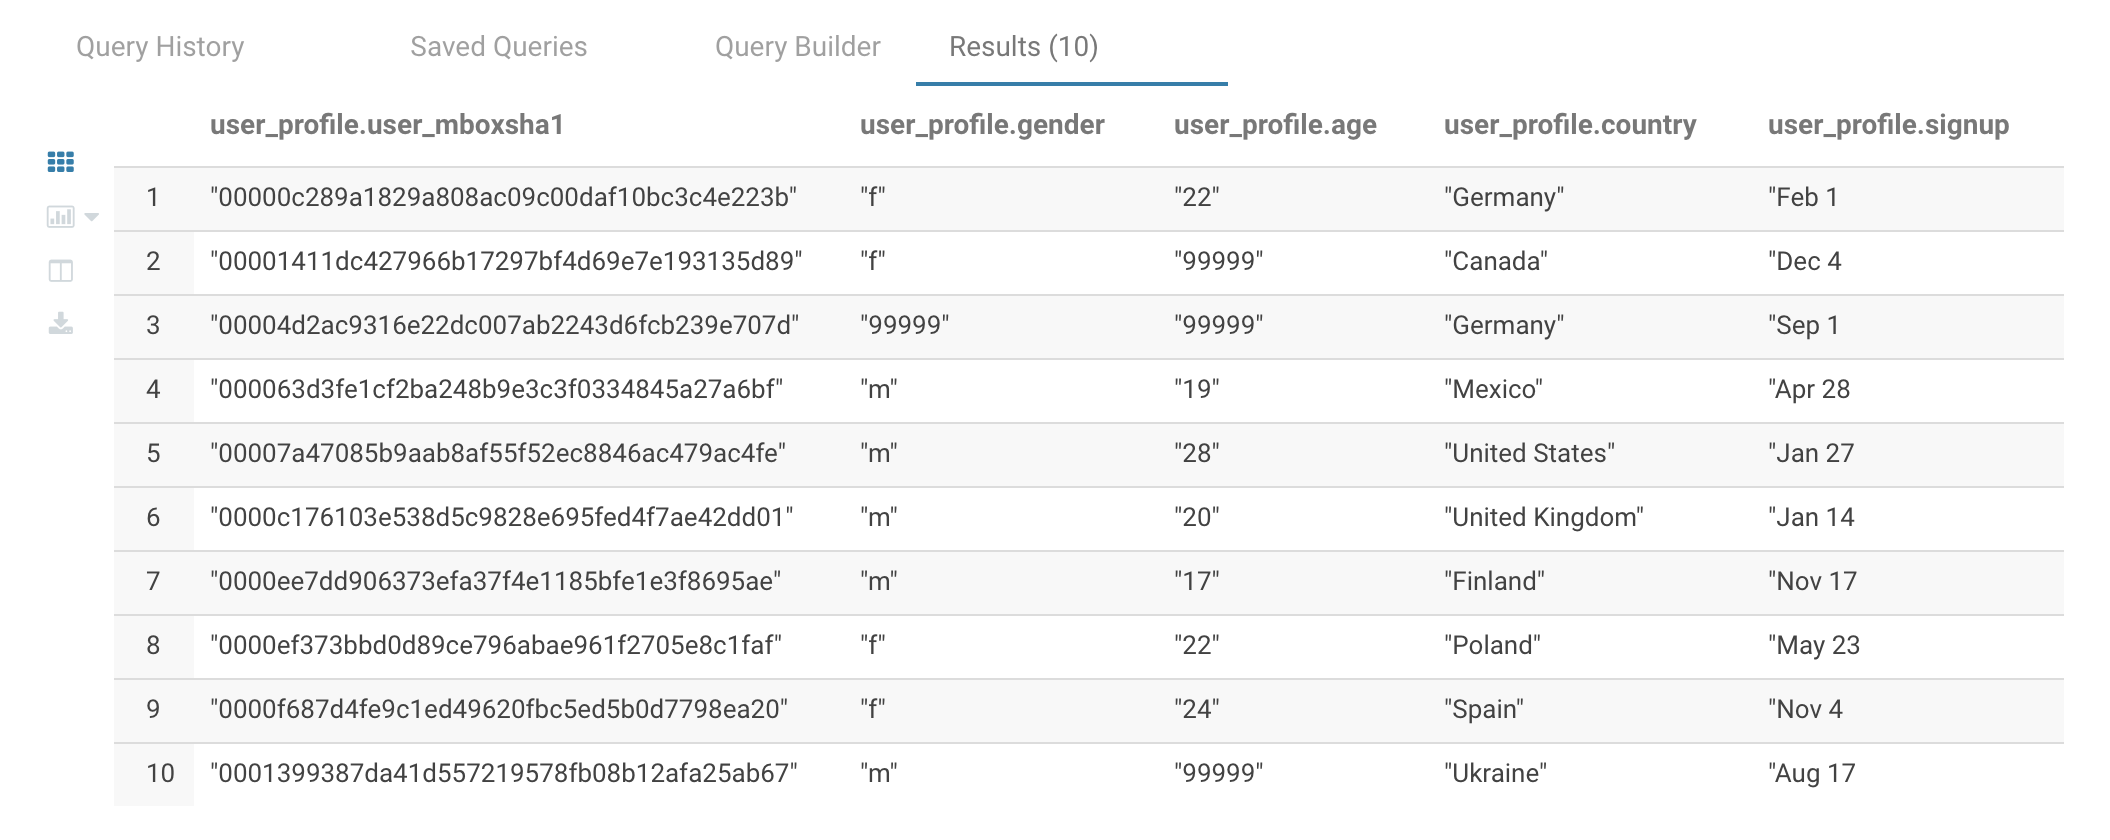 Query History Saved Queries Query Builder Results (10)
user_profile.user_mboxsha1 user_profile.gender user_profile.age user_profile.country user_profile.signup
1 "00000c289a1829a808ac09c00daf10bc3c4e223b" "f" "22" "Germany" "Feb 1
2 "00001411dc427966b17297bf4d69e7e193135d89" "f" "99999" "Canada" "Dec 4
3 "00004d2ac9316e22dc007ab2243d6fcb239e707d" "99999" "99999" "Germany" "Sep 1
4 "000063d3fe1cf2ba248b9e3c3f0334845a27a6bf" "m" "19" "Mexico" "Apr 28
5 "00007a47085b9aab8af55f52ec8846ac479ac4fe" "m" "28" "United States" "Jan 27
6 "0000c176103e538d5c9828e695fed4f7ae42dd01" "m" "20" "United Kingdom" "Jan 14
7 "0000ee7dd906373efa37f4e1185bfe1e3f8695ae" "m" "17" "Finland" "Nov 17
8 "0000ef373bbd0d89ce796abae961f2705e8c1faf" "f" "22" "Poland" "May 23
9 "0000f687d4fe9c1ed49620fbc5ed5b0d7798ea20" "f" "24" "Spain" "Nov 4
10 "0001399387da41d557219578fb08b12afa25ab67" "m" "99999" "Ukraine" "Aug 17